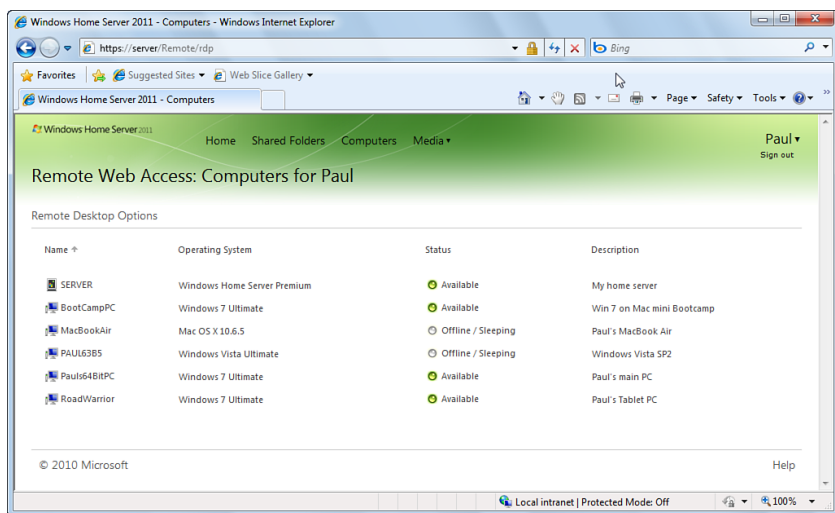 Windows Home Server 2011 - Computers - Windows Internet Explorer
https://server/Remote/rdp
Bing
Favorites Suggested Sites Web Slice Gallery
Windows Home Server 2011 - Computers
Page Safety Tools
Windows Home Server 2011
Home Shared Folders Computers Media
Paul
Sign out
Remote Web Access: Computers for Paul
Remote Desktop Options
Name Operating System Status Description
SERVER Windows Home Server Premium Available My home server
BootCampPC Windows 7 Ultimate Available Win 7 on Mac mini Bootcamp
MacBookAir Mac OS X 10.6.5 Offline / Sleeping Paul's MacBook Air
PAUL63B5 Windows Vista Ultimate Offline / Sleeping Windows Vista SP2
Pauls64BitPC Windows 7 Ultimate Available Paul's main PC
RoadWarrior Windows 7 Ultimate Available Paul's Tablet PC
© 2010 Microsoft Help
Local intranet | Protected Mode: Off 100%